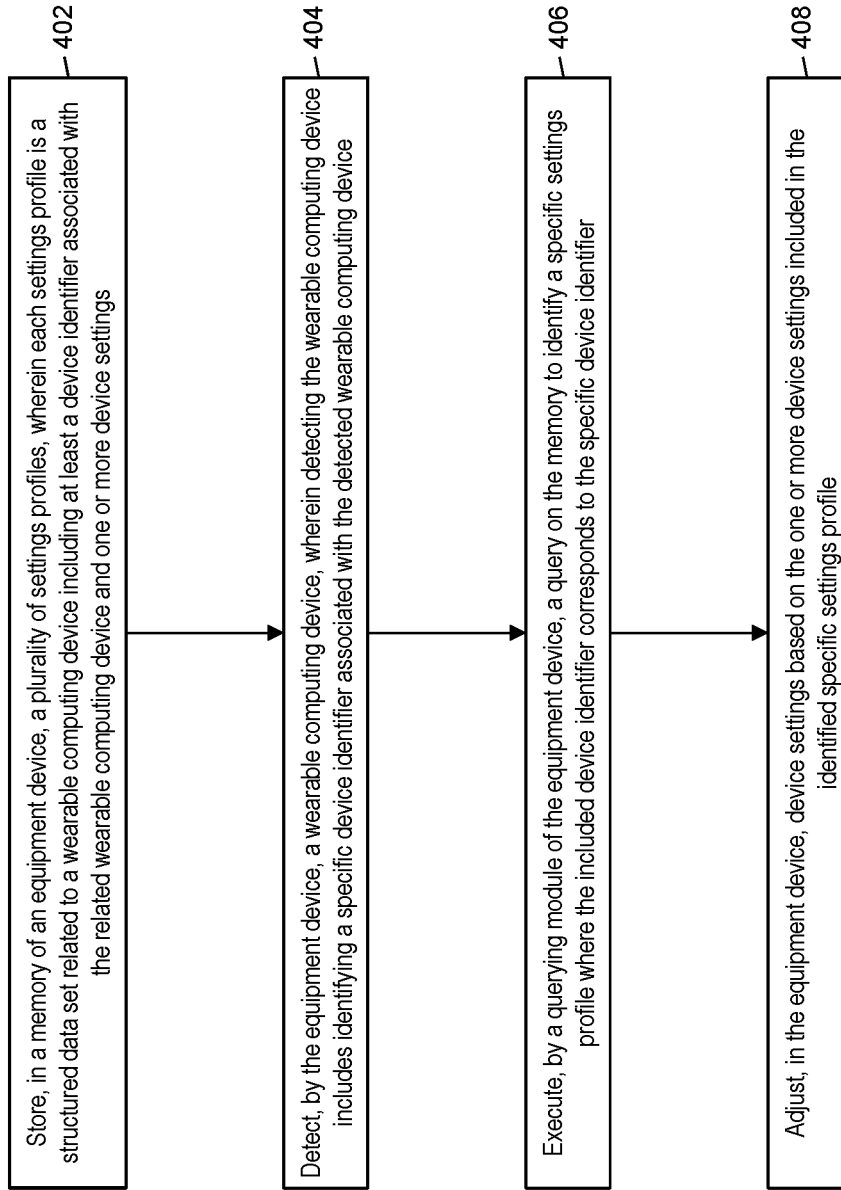 Store, in a memory of an equipment device, a plurality of settings profiles, wherein each settings profile is a
structured data set related to a wearable computing device including at least a device identifier associated with
the related wearable computing device and one or more device settings
402
Detect, by the equipment device, a wearable computing device, wherein detecting the wearable computing device
includes identifying a specific device identifier associated with the detected wearable computing device
404
Execute, by a querying module of the equipment device, a query on the memory to identify a specific settings
profile where the included device identifier corresponds to the specific device identifier
406
Adjust, in the equipment device, device settings based on the one or more device settings included in the
identified specific settings profile
408